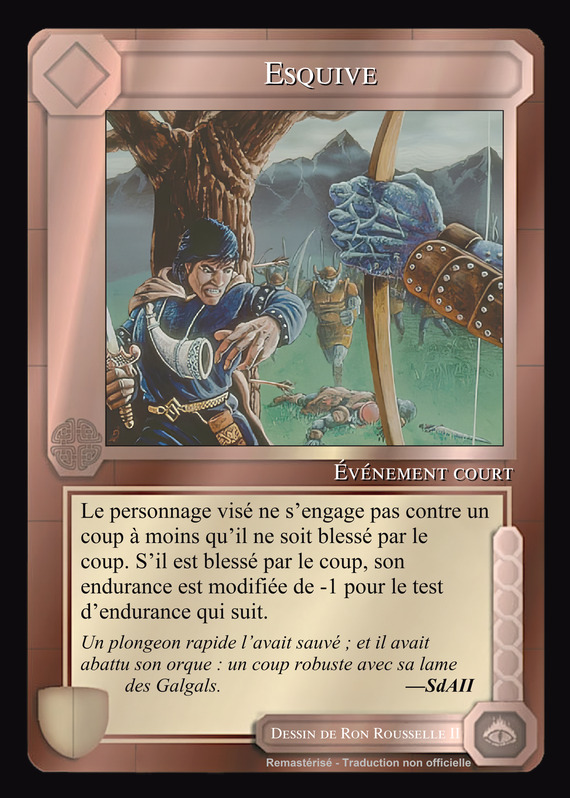 Esquive
Événement court
Le personnage visé ne s’engage pas contre un
coup à moins qu’il ne soit blessé par le
coup. S’il est blessé par le coup, son
endurance est modifiée de -1 pour le test
d’endurance qui suit.
Un plongeon rapide l’avait sauvé ; et il avait
abattu son orque : un coup robuste avec sa lame
des Galgals. —SdAII
Dessin de Ron Rousselle II
Remastérisé - Traduction non officielle